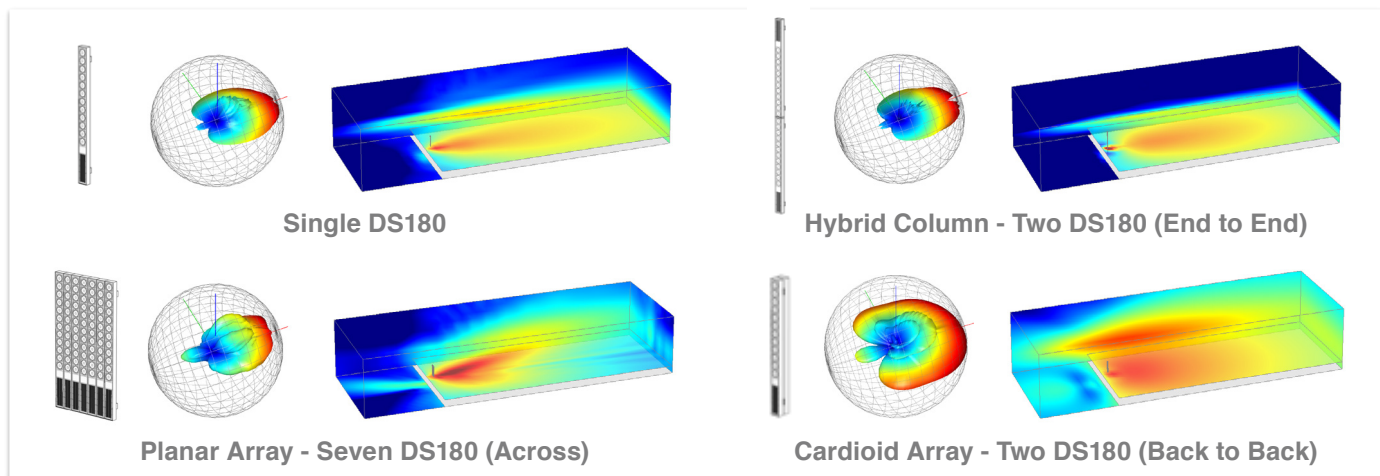 Single DS180
Hybrid Column - Two DS180 (End to End)
Planar Array - Seven DS180 (Across)
Cardioid Array - Two DS180 (Back to Back)